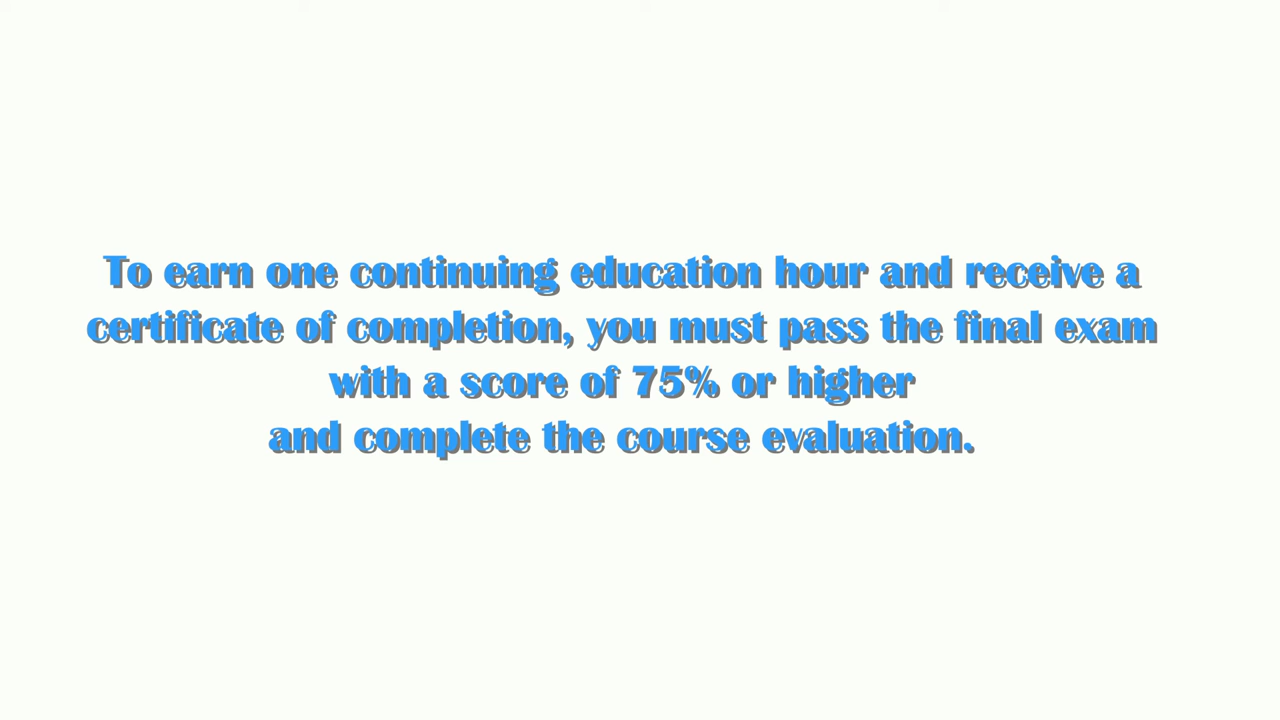 To earn one continuing education hour and receive a
certificate of completion, you must pass the final exam
with a score of 75% or higher
and complete the course evaluation.